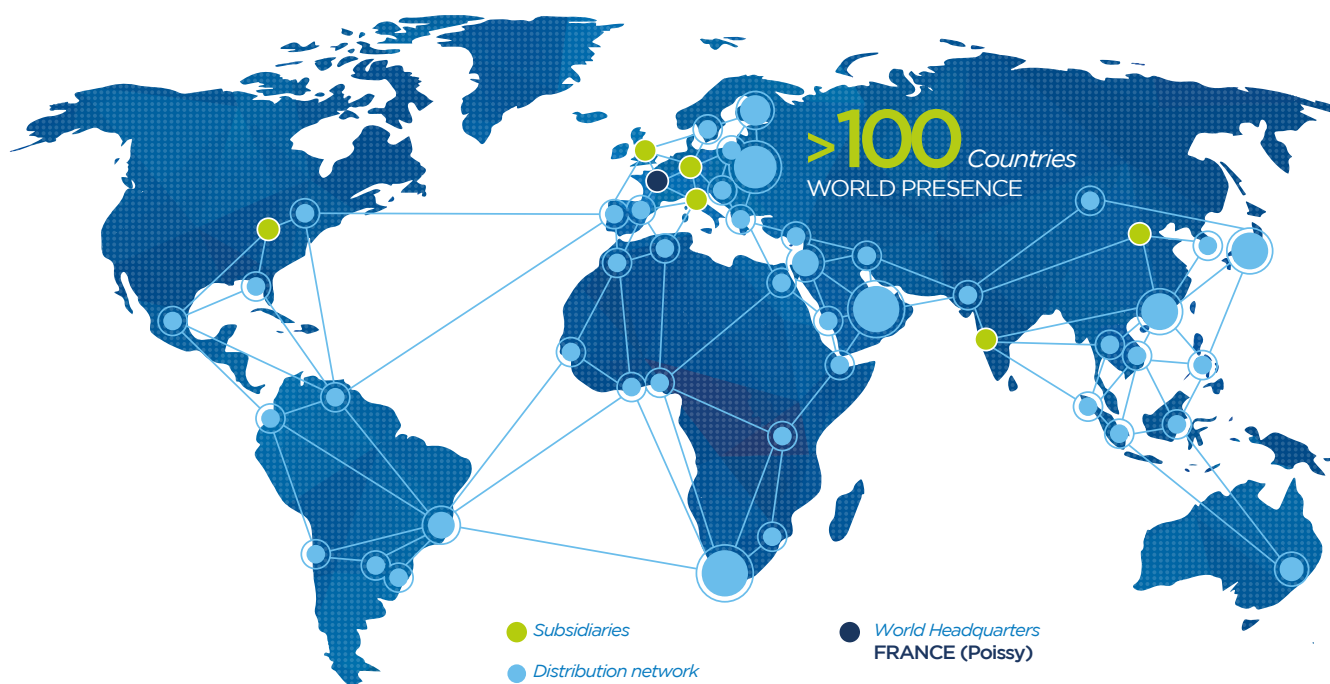 >100 Countries
WORLD PRESENCE
Subsidiaries
Distribution network
World Headquarters
FRANCE (Poissy)